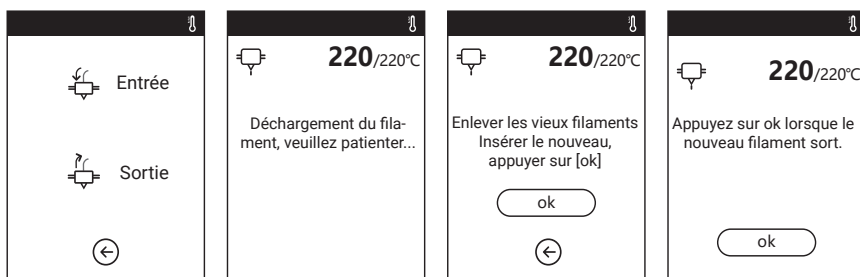 Entrée
Sortie
220/220℃
Déchargement du fila-
ment, veuillez patienter...
220/220℃
Enlever les vieux filaments
Insérer le nouveau,
appuyer sur [ok]
ok
220/220℃
Appuyez sur ok lorsque le
nouveau filament sort.
ok